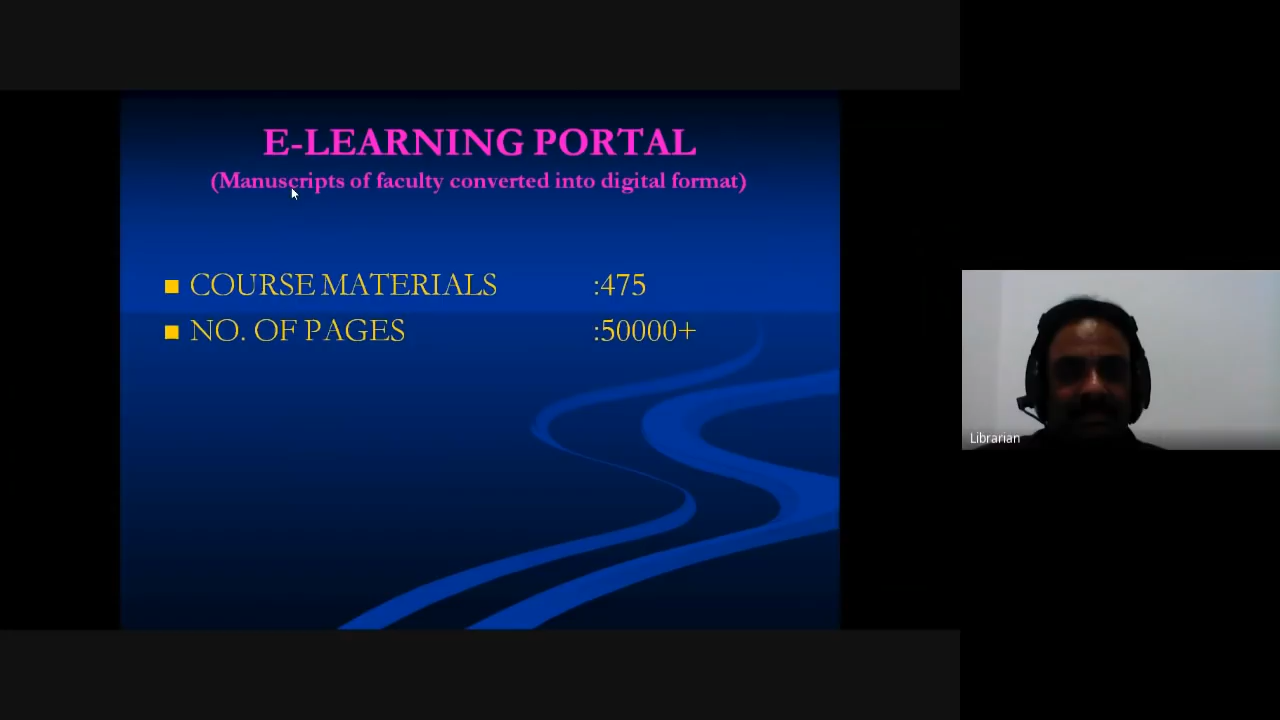 E-LEARNING PORTAL
(Manuscripts of faculty converted into digital format)
■ COURSE MATERIALS :475
■ NO. OF PAGES :50000+
Librarian